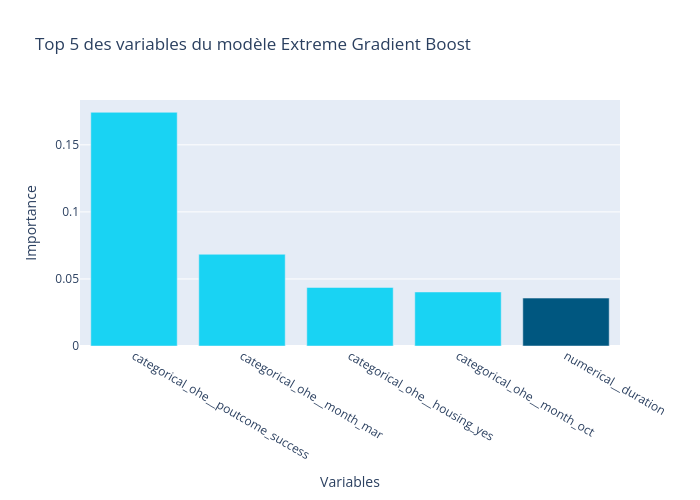 Top 5 des variables du modèle Extreme Gradient Boost
Importance
0.15
0.1
0.05
0
categorical_ohe__poutcome_success
categorical_ohe__month_mar
categorical_ohe__housing_yes
categorical_ohe__month_oct
numerical__duration
Variables